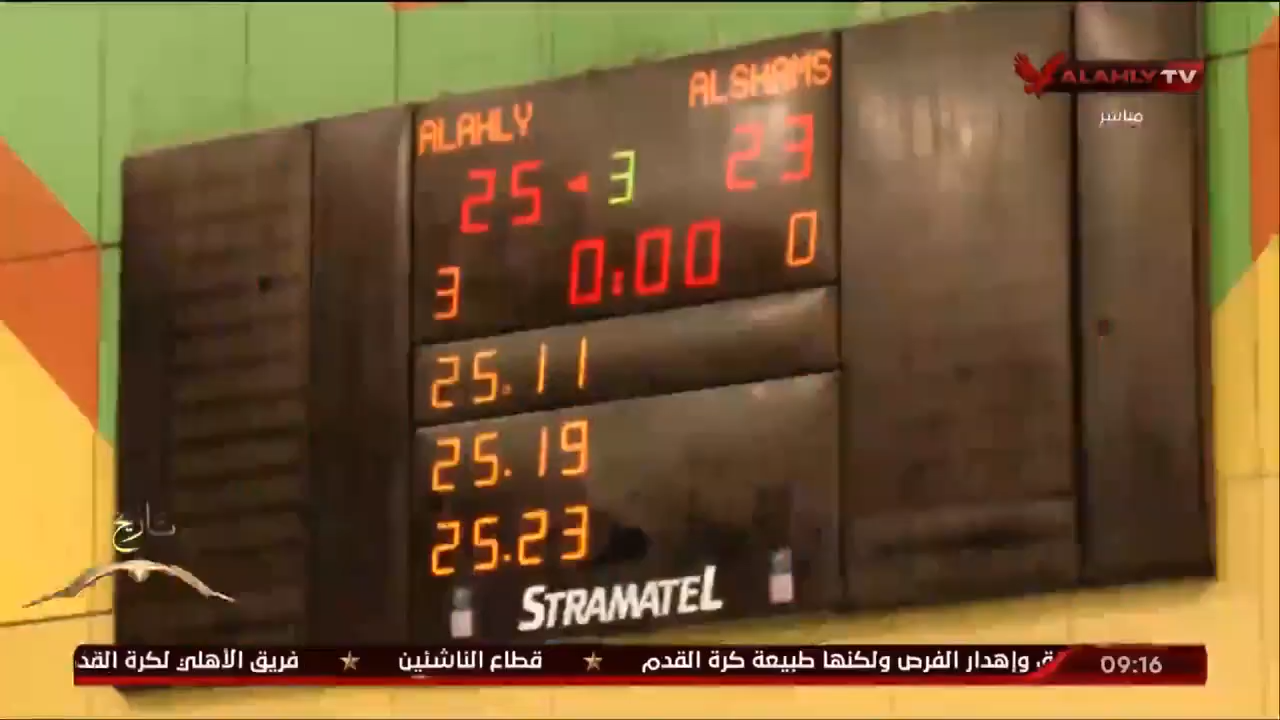 ALAHLY TV
مباشر
ALAHLY ALSHAMS
25 3 23
3 0:00 0
25.11
25.19
25.23
STRAMATEL
تاريخ
وإهدار الفرص ولكنها طبيعة كرة القدم ★ قطاع الناشئين ★ فريق الأهلي لكرة القد
09:16